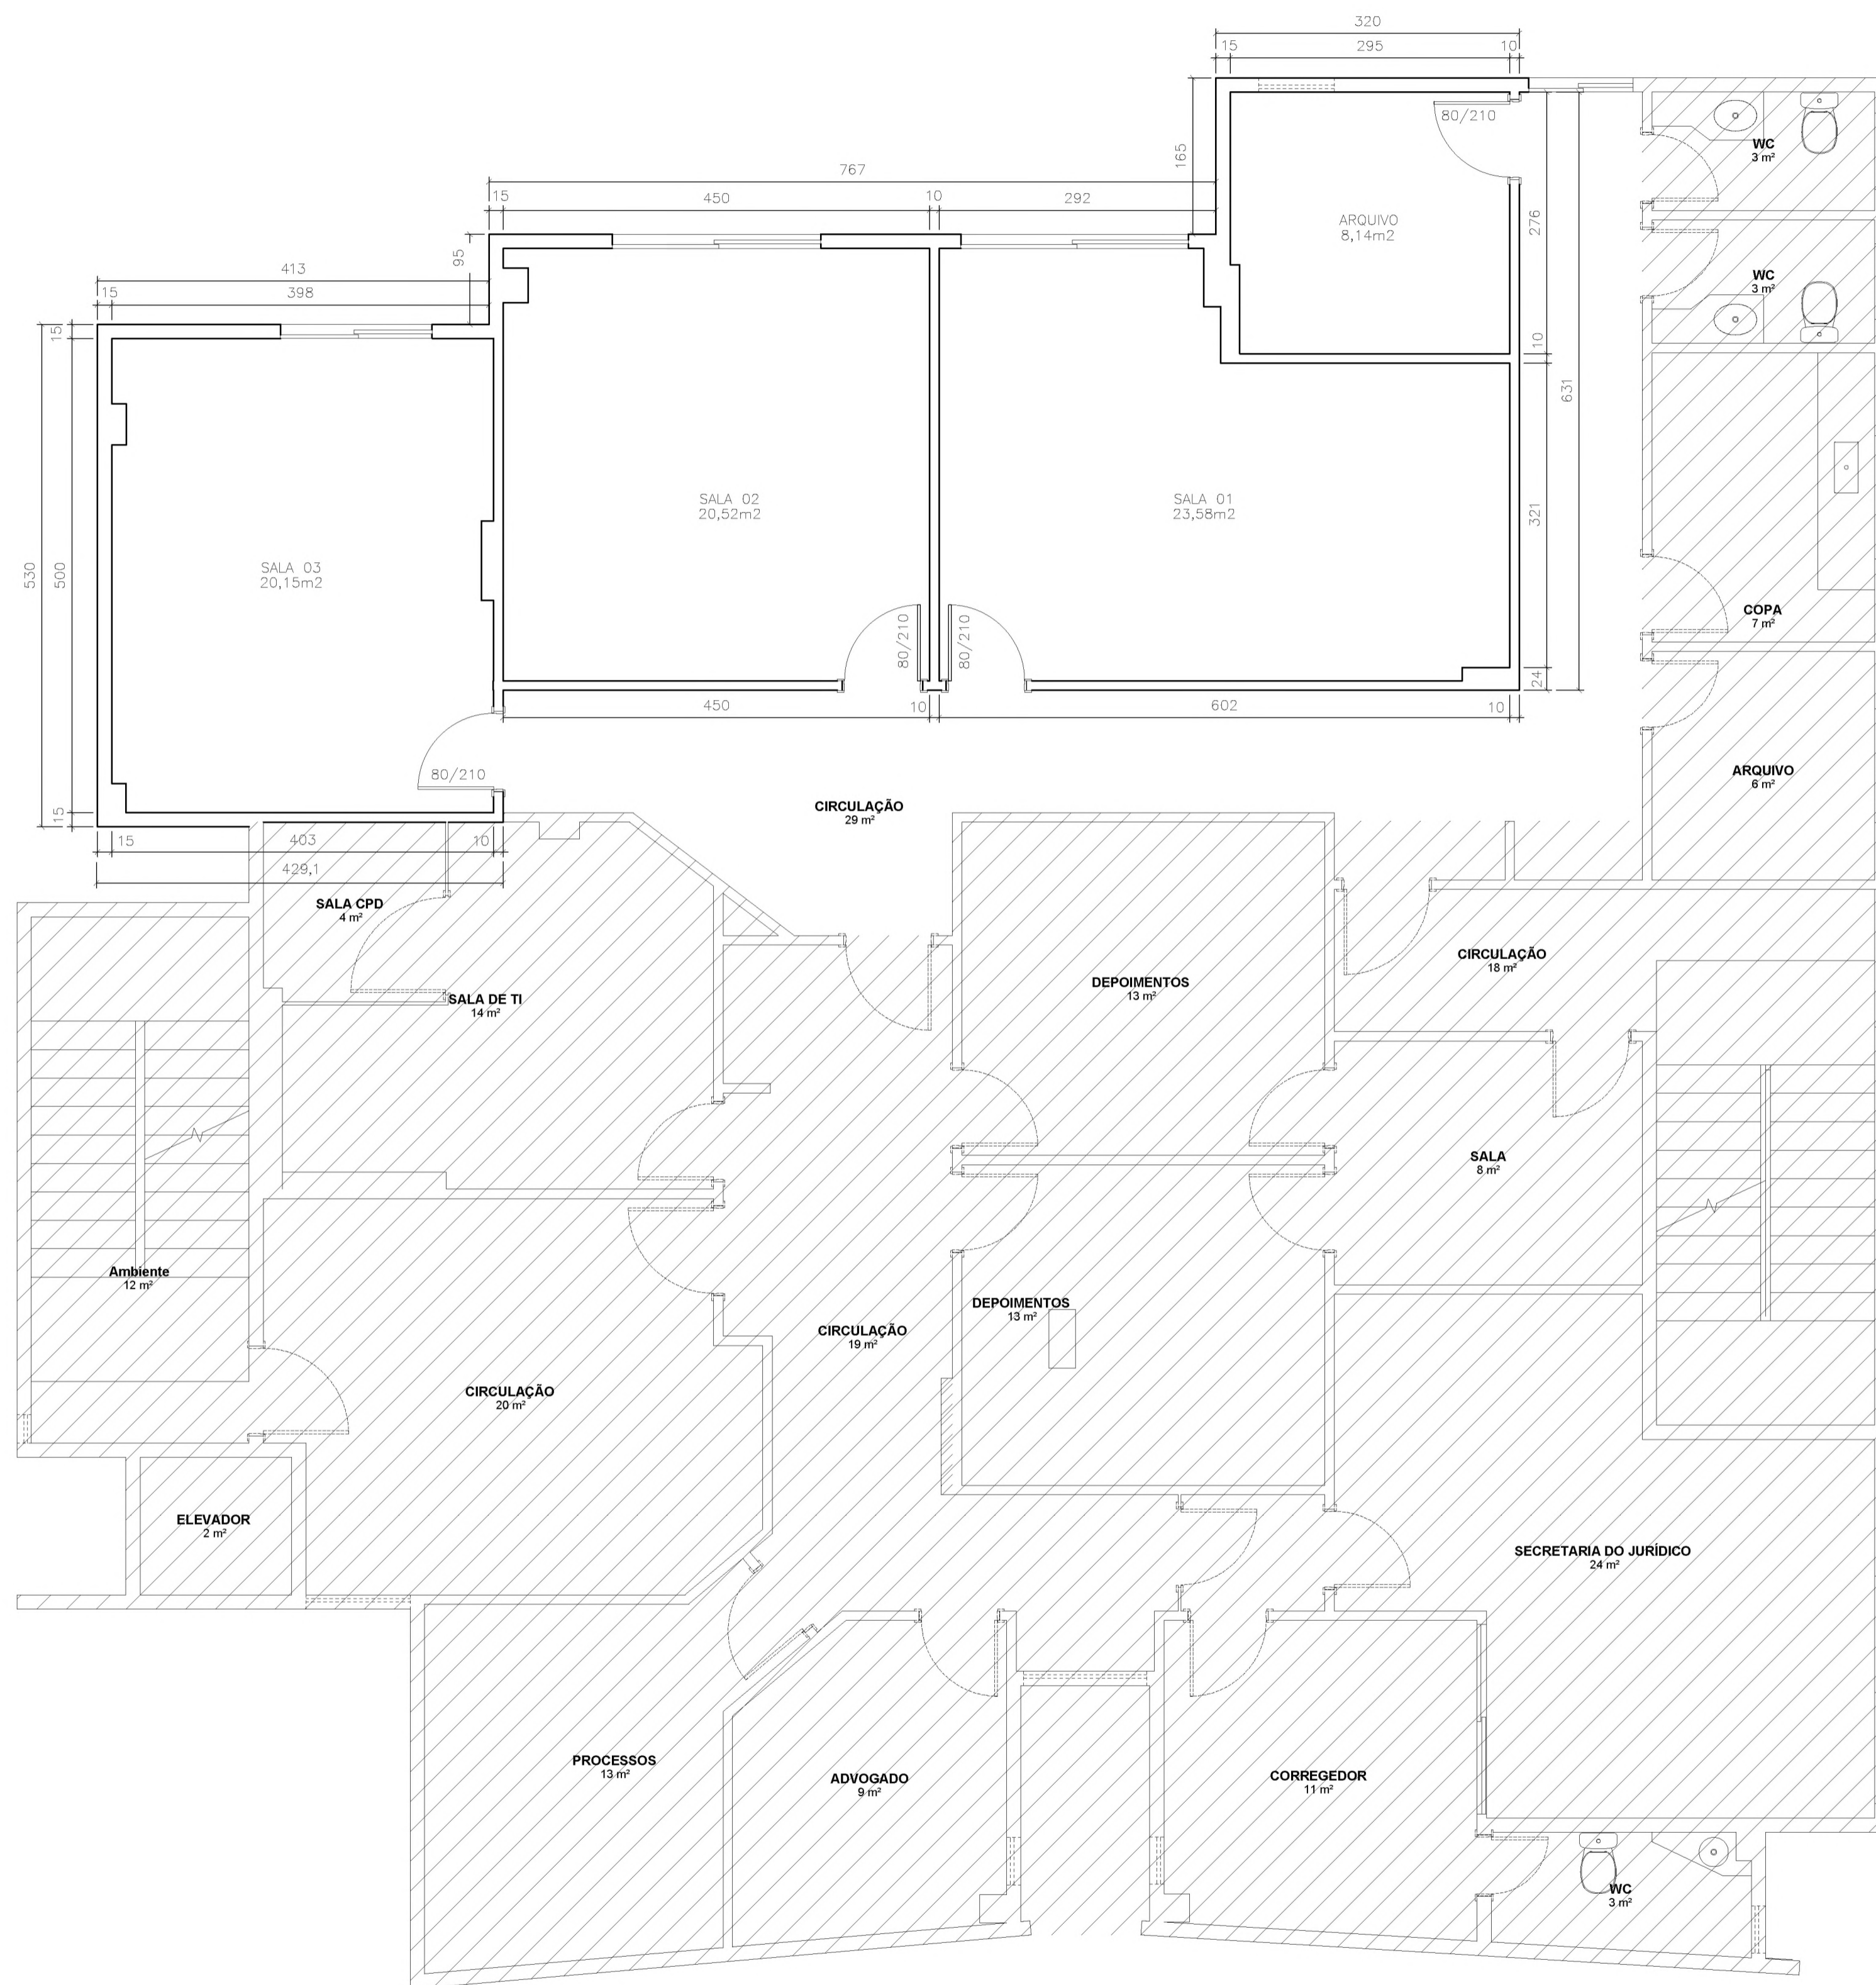 320
15 295 10
80/210
165
WC
3 m²
767
15 450 10 292
ARQUIVO
8,14m2
276
95
413
15 398
WC
3 m²
15
10
631
SALA 02
20,52m2
SALA 01
23,58m2
321
530
500
SALA 03
20,15m2
COPA
7 m²
80/210
80/210
24
450 10 602 10
80/210
ARQUIVO
6 m²
CIRCULAÇÃO
29 m²
15
15 403 10
429,1
SALA CPD
4 m²
CIRCULAÇÃO
18 m²
DEPOIMENTOS
13 m²
SALA DE TI
14 m²
SALA
8 m²
Ambiente
12 m²
DEPOIMENTOS
13 m²
CIRCULAÇÃO
19 m²
CIRCULAÇÃO
20 m²
ELEVADOR
2 m²
SECRETARIA DO JURÍDICO
24 m²
PROCESSOS
13 m²
ADVOGADO
9 m²
CORREGEDOR
11 m²
WC
3 m²